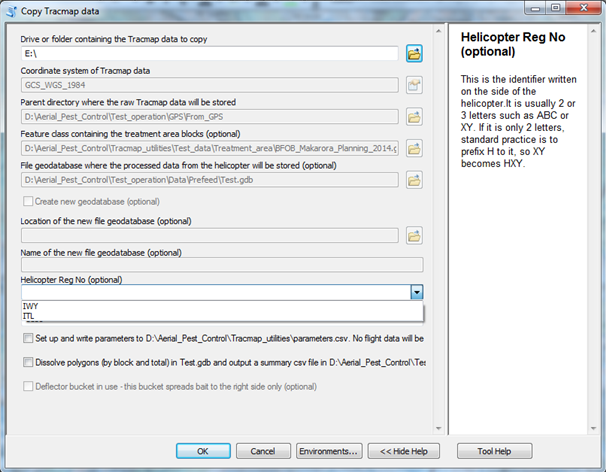 Copy Tracmap data
Drive or folder containing the Tracmap data to copy
E:\
Coordinate system of Tracmap data
GCS_WGS_1984
Parent directory where the raw Tracmap data will be stored
D:\Aerial_Pest_Control\Test_operation\GPS\From_GPS
Feature class containing the treatment area blocks (optional)
D:\Aerial_Pest_Control\Tracmap_utilities\Test_data\Treatment_area\BFOB_Makarora_Planning_2014.g
File geodatabase where the processed data from the helicopter will be stored (optional)
D:\Aerial_Pest_Control\Test_operation\Data\Prefeed\Test.gdb
Create new geodatabase (optional)
Location of the new file geodatabase (optional)
Name of the new file geodatabase (optional)
Helicopter Reg No (optional)
IWY
ITL
Set up and write parameters to D:\Aerial_Pest_Control\Tracmap_utilities\parameters.csv. No flight data will be
Dissolve polygons (by block and total) in Test.gdb and output a summary csv file in D:\Aerial_Pest_Control\Tes
Deflector bucket in use - this bucket spreads bait to the right side only (optional)
OK
Cancel
Environments...
<< Hide Help
Tool Help
Helicopter Reg No
(optional)
This is the identifier written
on the side of the
helicopter.It is usually 2 or
3 letters such as ABC or
XY. If it is only 2 letters,
standard practice is to
prefix H to it, so XY
becomes HXY.